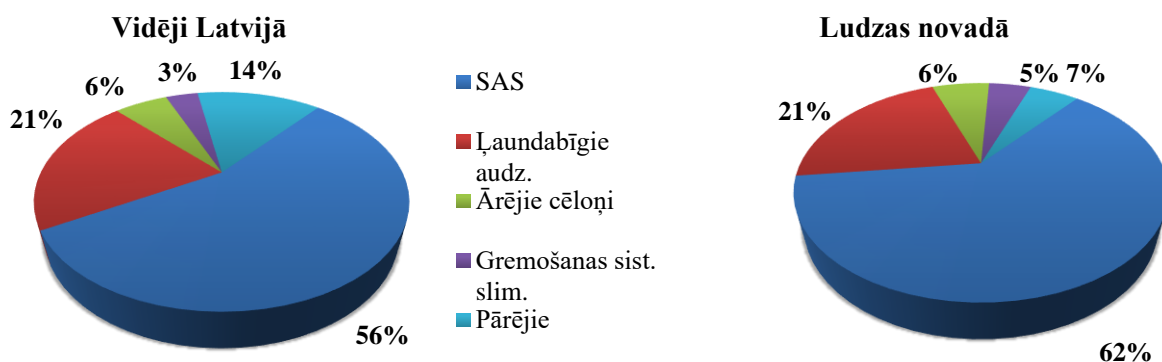 Vidēji Latvijā
3%
14%
6%
21%
56%
SAS
Ļaundabīgie
audz.
Ārējie cēloņi
Gremošanas sist.
slim.
Pārējie
Ludzas novadā
6%
5%
7%
21%
62%